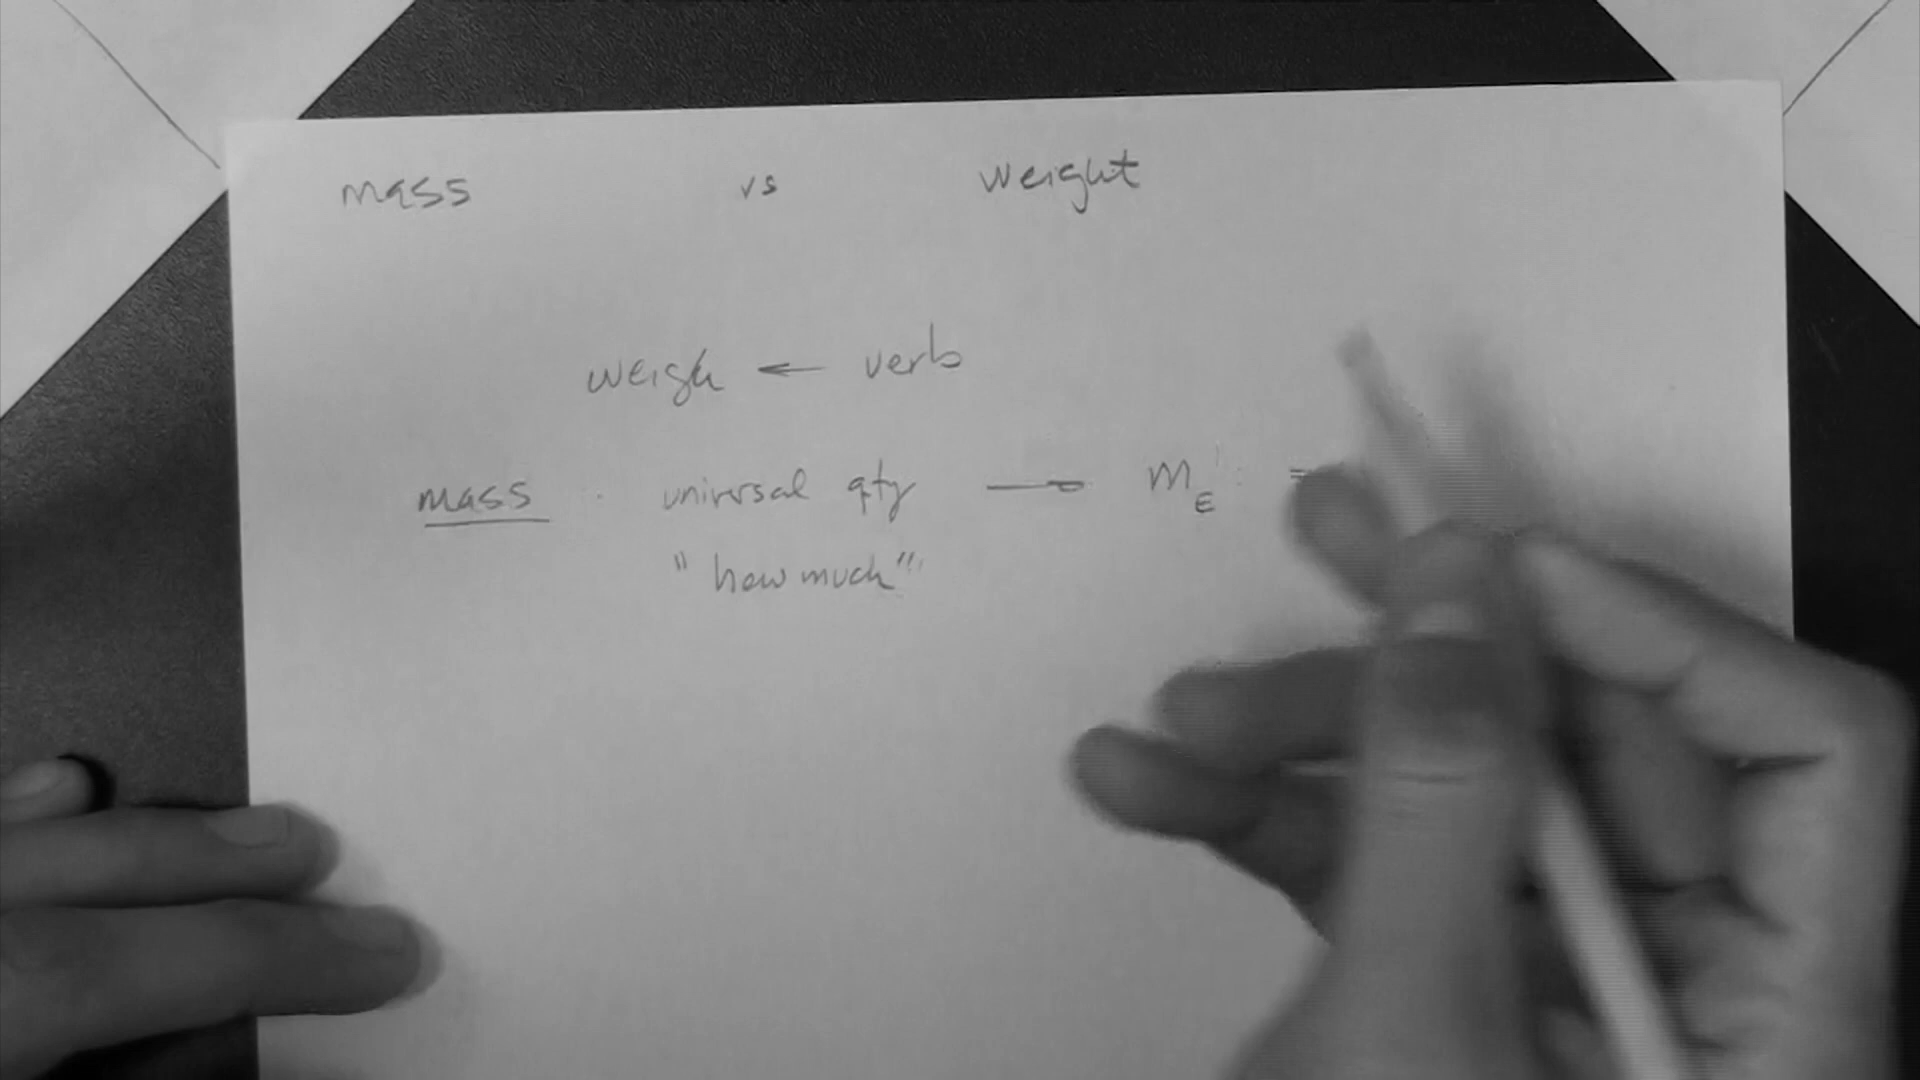 mass vs weight
weigh ← verb
mass : universal qty → M_E =
"how much"